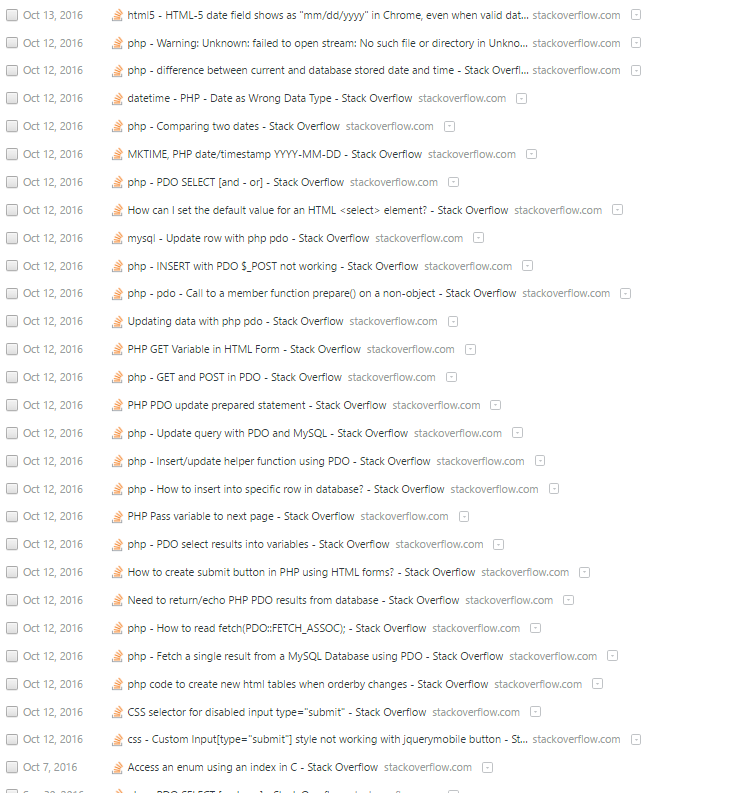 Oct 13, 2016 html5 - HTML-5 date field shows as "mm/dd/yyyy" in Chrome, even when valid dat... stackoverflow.com
Oct 12, 2016 php - Warning: Unknown: failed to open stream: No such file or directory in Unkno... stackoverflow.com
Oct 12, 2016 php - difference between current and database stored date and time - Stack Overfl... stackoverflow.com
Oct 12, 2016 datetime - PHP - Date as Wrong Data Type - Stack Overflow stackoverflow.com
Oct 12, 2016 php - Comparing two dates - Stack Overflow stackoverflow.com
Oct 12, 2016 MKTIME, PHP date/timestamp YYYY-MM-DD - Stack Overflow stackoverflow.com
Oct 12, 2016 php - PDO SELECT [and - or] - Stack Overflow stackoverflow.com
Oct 12, 2016 How can I set the default value for an HTML <select> element? - Stack Overflow stackoverflow.com
Oct 12, 2016 mysql - Update row with php pdo - Stack Overflow stackoverflow.com
Oct 12, 2016 php - INSERT with PDO $_POST not working - Stack Overflow stackoverflow.com
Oct 12, 2016 php - pdo - Call to a member function prepare() on a non-object - Stack Overflow stackoverflow.com
Oct 12, 2016 Updating data with php pdo - Stack Overflow stackoverflow.com
Oct 12, 2016 PHP GET Variable in HTML Form - Stack Overflow stackoverflow.com
Oct 12, 2016 php - GET and POST in PDO - Stack Overflow stackoverflow.com
Oct 12, 2016 PHP PDO update prepared statement - Stack Overflow stackoverflow.com
Oct 12, 2016 php - Update query with PDO and MySQL - Stack Overflow stackoverflow.com
Oct 12, 2016 php - Insert/update helper function using PDO - Stack Overflow stackoverflow.com
Oct 12, 2016 php - How to insert into specific row in database? - Stack Overflow stackoverflow.com
Oct 12, 2016 PHP Pass variable to next page - Stack Overflow stackoverflow.com
Oct 12, 2016 php - PDO select results into variables - Stack Overflow stackoverflow.com
Oct 12, 2016 How to create submit button in PHP using HTML forms? - Stack Overflow stackoverflow.com
Oct 12, 2016 Need to return/echo PHP PDO results from database - Stack Overflow stackoverflow.com
Oct 12, 2016 php - How to read fetch(PDO::FETCH_ASSOC); - Stack Overflow stackoverflow.com
Oct 12, 2016 php - Fetch a single result from a MySQL Database using PDO - Stack Overflow stackoverflow.com
Oct 12, 2016 php code to create new html tables when orderby changes - Stack Overflow stackoverflow.com
Oct 12, 2016 CSS selector for disabled input type="submit" - Stack Overflow stackoverflow.com
Oct 12, 2016 css - Custom Input[type="submit"] style not working with jquerymobile button - St... stackoverflow.com
Oct 7, 2016 Access an enum using an index in C - Stack Overflow stackoverflow.com